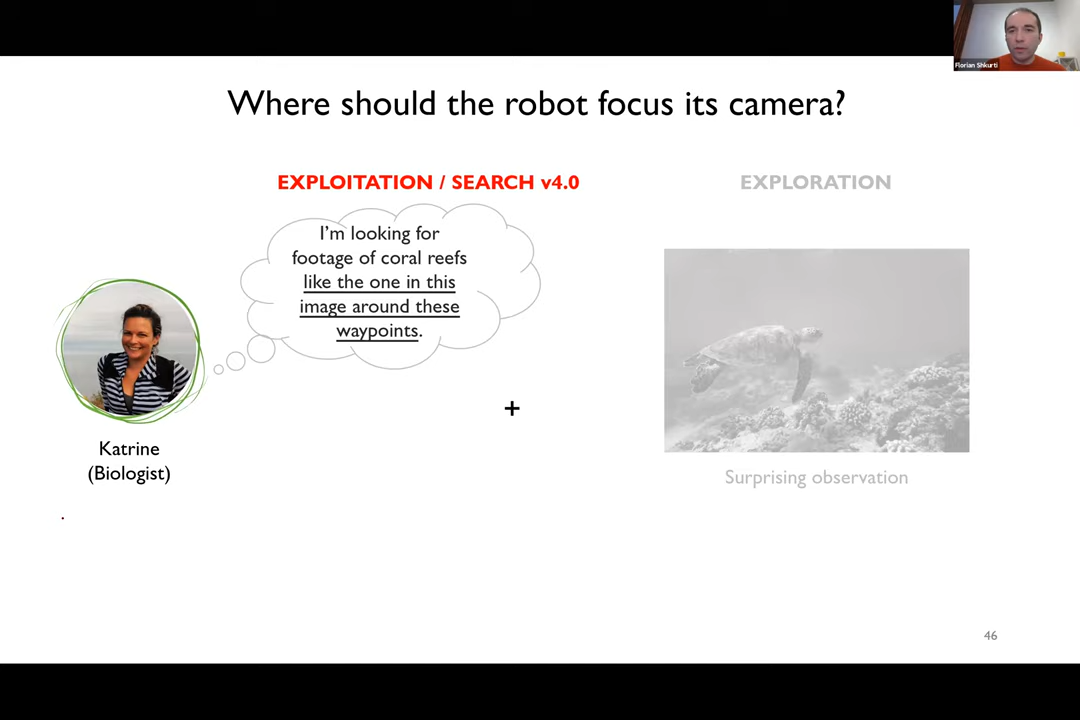 Florian Shkurti
Where should the robot focus its camera?
EXPLOITATION / SEARCH v4.0
EXPLORATION
I'm looking for
footage of coral reefs
like the one in this
image around these
waypoints.
+
Katrine
(Biologist)
Surprising observation
.
46